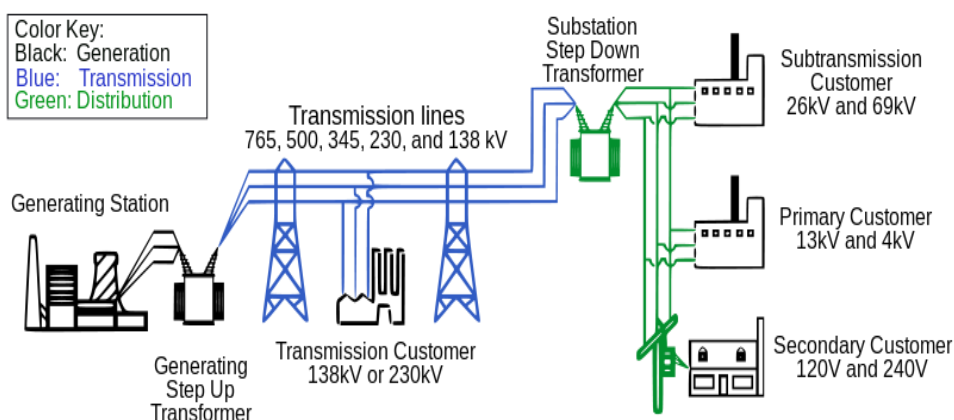 Color Key:
Black: Generation
Blue: Transmission
Green: Distribution
Substation
Step Down
Transformer
Subtransmission
Customer
26kV and 69kV
Transmission lines
765, 500, 345, 230, and 138 kV
Generating Station
Primary Customer
13kV and 4kV
Transmission Customer
138kV or 230kV
Generating
Step Up
Transformer
Secondary Customer
120V and 240V